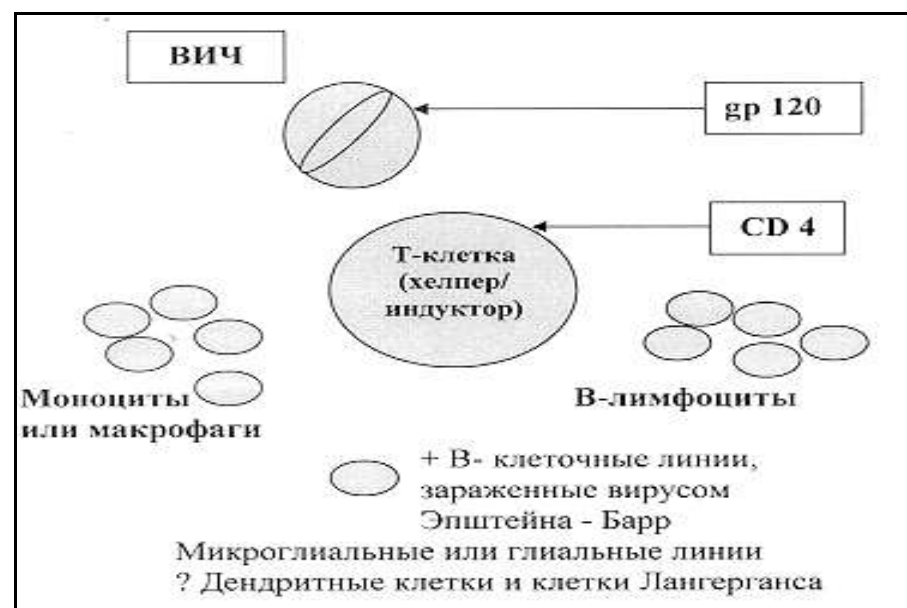 ВИЧ
gp 120
CD 4
Т-клетка
(хелпер/
индуктор)
Моноциты
или макрофаги
В-лимфоциты
+ В- клеточные линии,
зараженные вирусом
Эпштейна - Барр
Микроглиальные или глиальные линии
? Дендритные клетки и клетки Лангерганса